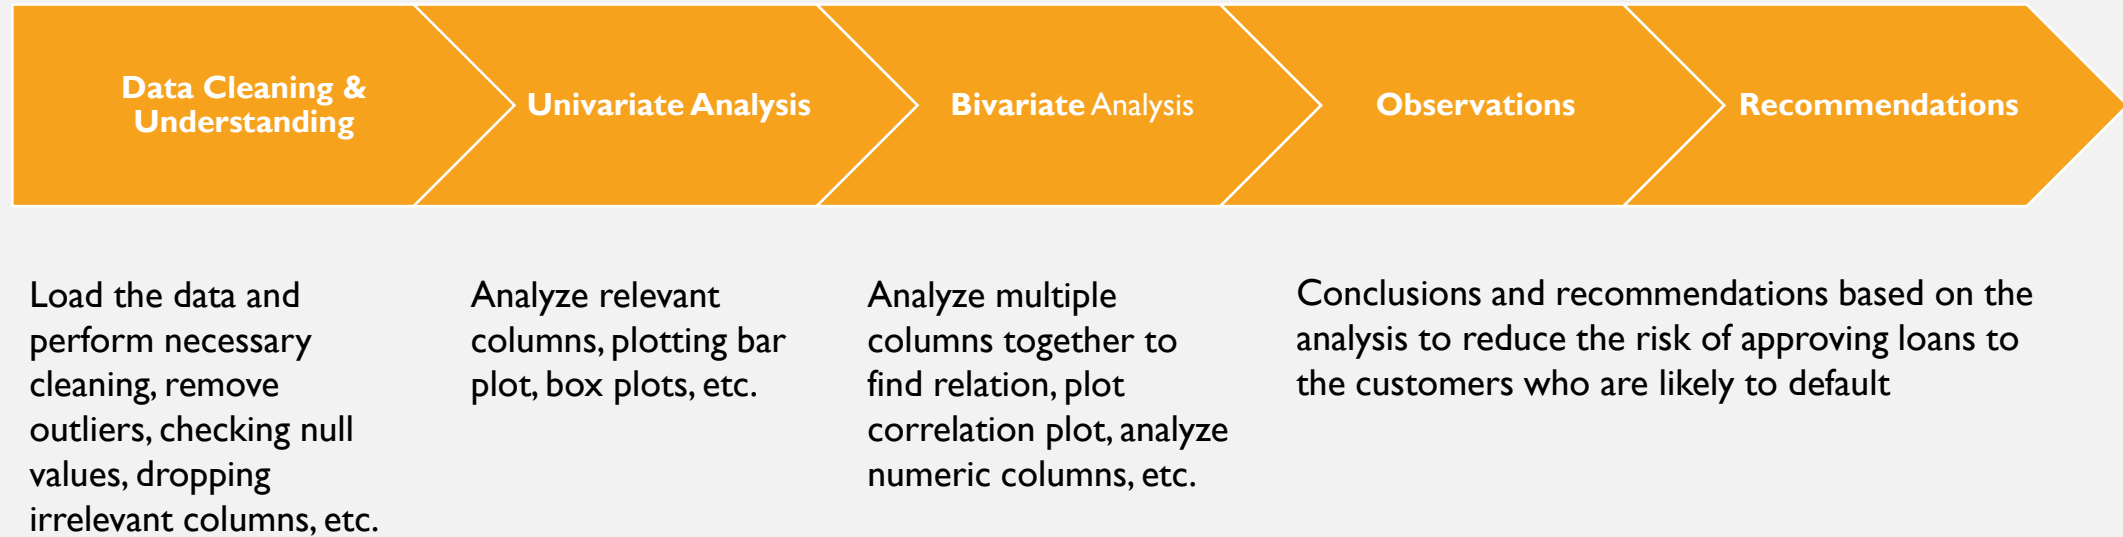 Data Cleaning &
Understanding
Univariate Analysis
Bivariate Analysis
Observations
Recommendations
Load the data and
perform necessary
cleaning, remove
outliers, checking null
values, dropping
irrelevant columns, etc.
Analyze relevant
columns, plotting bar
plot, box plots, etc.
Analyze multiple
columns together to
find relation, plot
correlation plot, analyze
numeric columns, etc.
Conclusions and recommendations based on the
analysis to reduce the risk of approving loans to
the customers who are likely to default